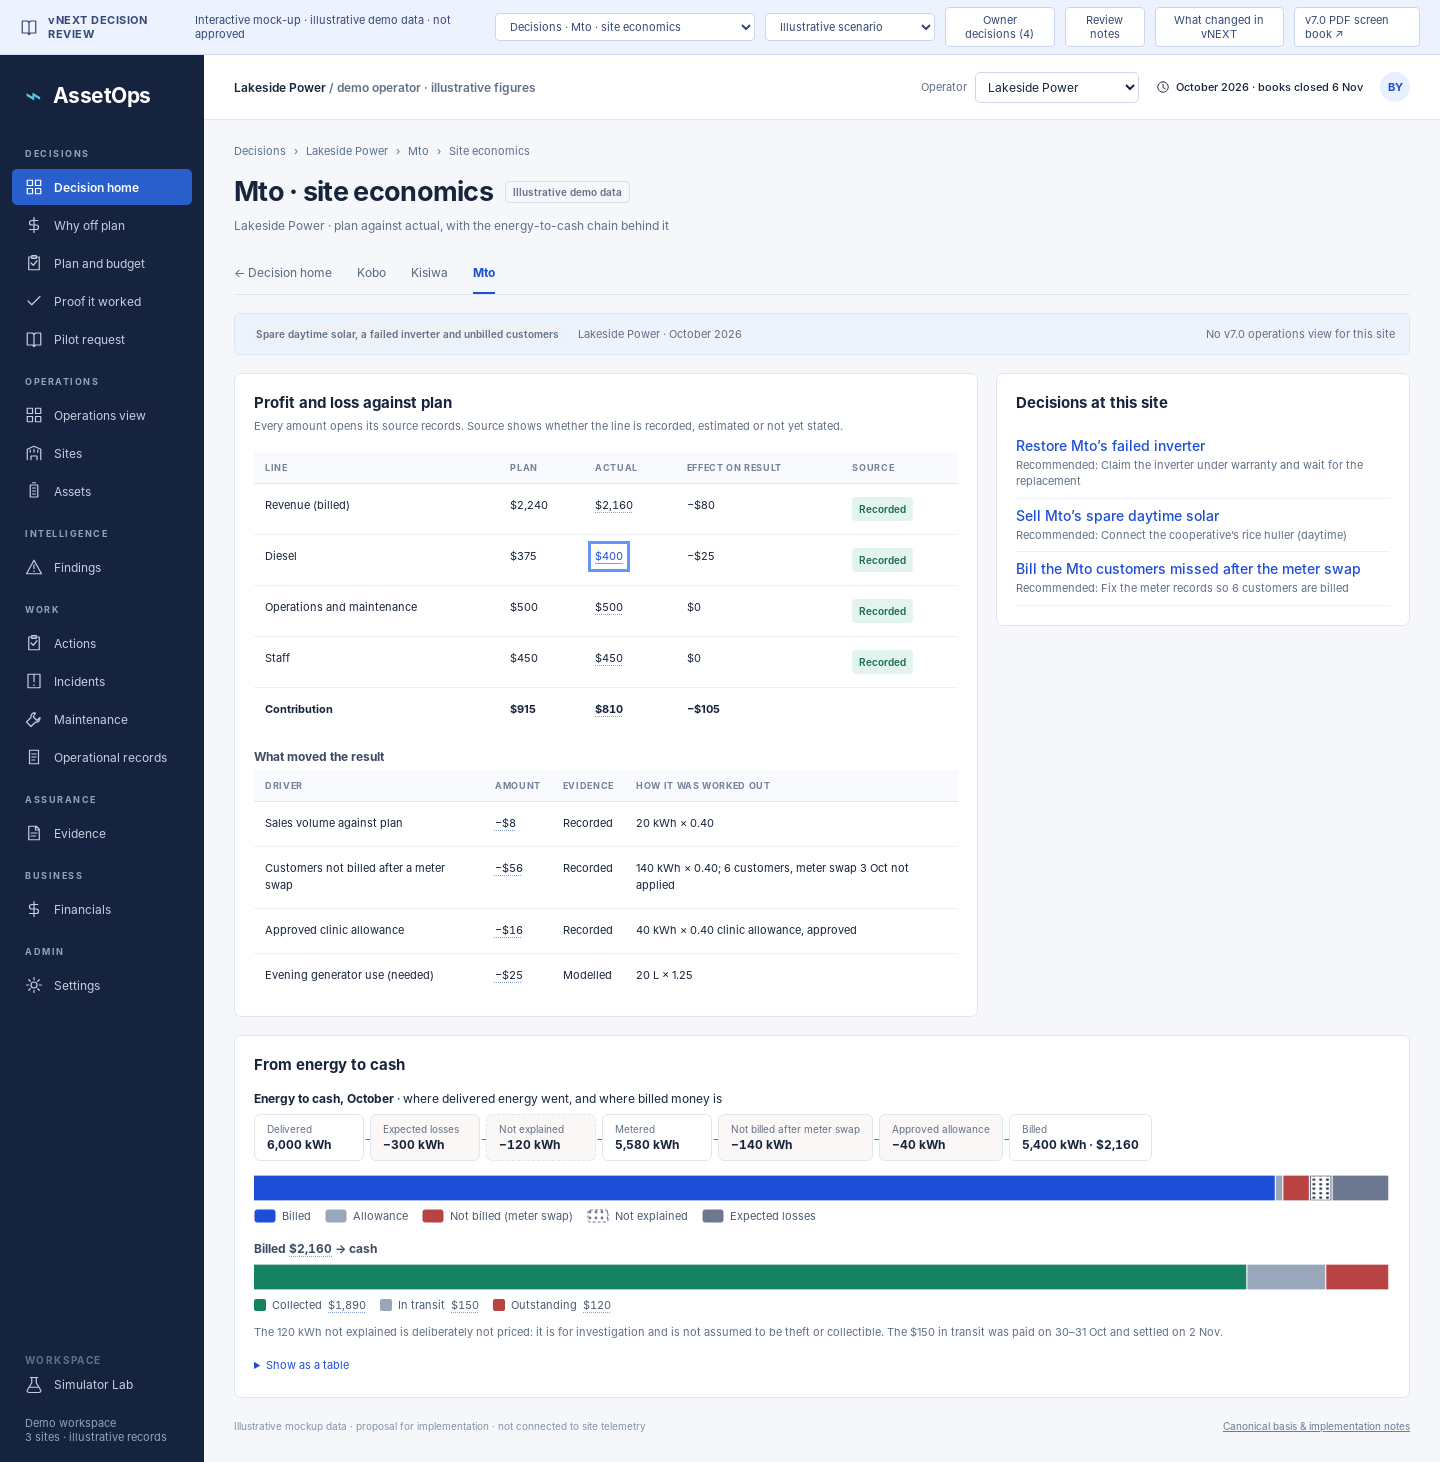 vNEXT DECISION REVIEW
Interactive mock-up · illustrative demo data · not approved
Decisions · Mto · site economics
Illustrative scenario
Owner decisions (4)
Review notes
What changed in vNEXT
v7.0 PDF screen book ↗
AssetOps
DECISIONS
Decision home
Why off plan
Plan and budget
Proof it worked
Pilot request
OPERATIONS
Operations view
Sites
Assets
INTELLIGENCE
Findings
WORK
Actions
Incidents
Maintenance
Operational records
ASSURANCE
Evidence
BUSINESS
Financials
ADMIN
Settings
WORKSPACE
Simulator Lab
Demo workspace
3 sites · illustrative records
Lakeside Power / demo operator · illustrative figures
Operator
Lakeside Power
October 2026 · books closed 6 Nov
BY
Decisions › Lakeside Power › Mto › Site economics
Mto · site economics
Illustrative demo data
Lakeside Power · plan against actual, with the energy-to-cash chain behind it
← Decision home
Kobo
Kisiwa
Mto
Spare daytime solar, a failed inverter and unbilled customers
Lakeside Power · October 2026
No v7.0 operations view for this site
Profit and loss against plan
Every amount opens its source records. Source shows whether the line is recorded, estimated or not yet stated.
LINE PLAN ACTUAL EFFECT ON RESULT SOURCE
Revenue (billed) $2,240 $2,160 −$80 Recorded
Diesel $375 $400 −$25 Recorded
Operations and maintenance $500 $500 $0 Recorded
Staff $450 $450 $0 Recorded
Contribution $915 $810 −$105
What moved the result
DRIVER AMOUNT EVIDENCE HOW IT WAS WORKED OUT
Sales volume against plan −$8 Recorded 20 kWh × 0.40
Customers not billed after a meter swap −$56 Recorded 140 kWh × 0.40; 6 customers, meter swap 3 Oct not applied
Approved clinic allowance −$16 Recorded 40 kWh × 0.40 clinic allowance, approved
Evening generator use (needed) −$25 Modelled 20 L × 1.25
Decisions at this site
Restore Mto’s failed inverter
Recommended: Claim the inverter under warranty and wait for the replacement
Sell Mto’s spare daytime solar
Recommended: Connect the cooperative’s rice huller (daytime)
Bill the Mto customers missed after the meter swap
Recommended: Fix the meter records so 6 customers are billed
From energy to cash
Energy to cash, October · where delivered energy went, and where billed money is
Delivered 6,000 kWh
Expected losses −300 kWh
Not explained −120 kWh
Metered 5,580 kWh
Not billed after meter swap −140 kWh
Approved allowance −40 kWh
Billed 5,400 kWh · $2,160
Billed Allowance Not billed (meter swap) Not explained Expected losses
Billed $2,160 → cash
Collected $1,890 In transit $150 Outstanding $120
The 120 kWh not explained is deliberately not priced: it is for investigation and is not assumed to be theft or collectible. The $150 in transit was paid on 30–31 Oct and settled on 2 Nov.
▶ Show as a table
Illustrative mockup data · proposal for implementation · not connected to site telemetry
Canonical basis & implementation notes